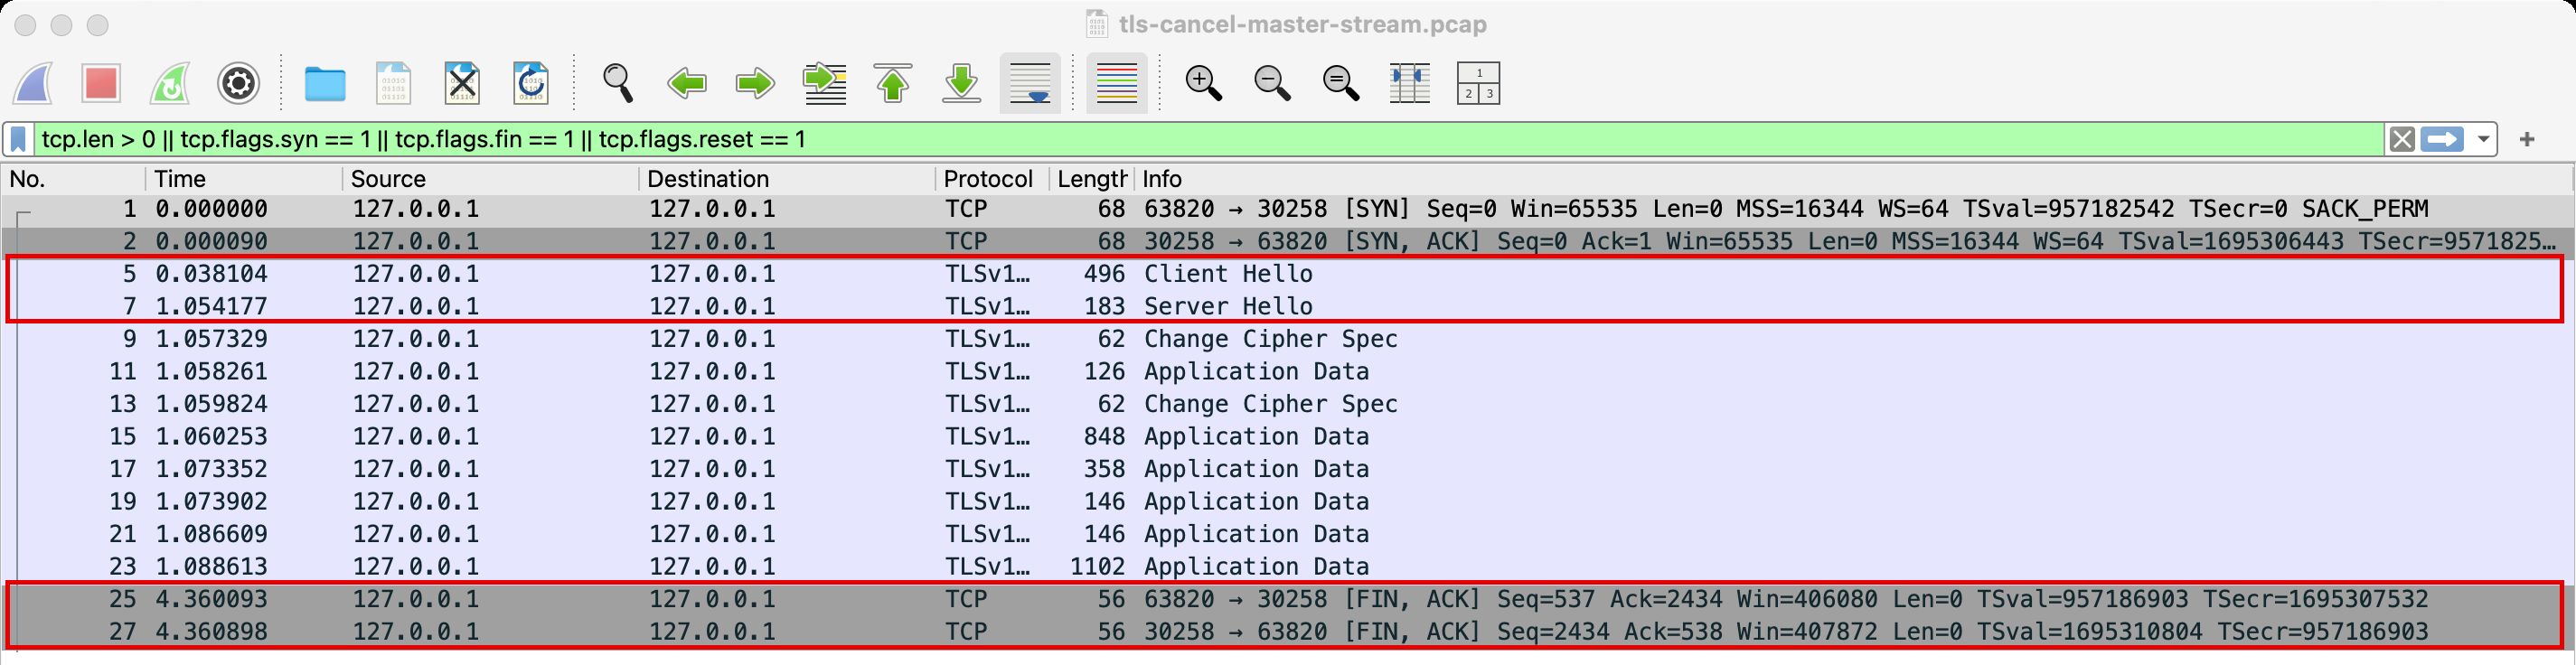 tls-cancel-master-stream.pcap
tcp.len > 0 || tcp.flags.syn == 1 || tcp.flags.fin == 1 || tcp.flags.reset == 1
No. Time Source Destination Protocol Length Info
1 0.000000 127.0.0.1 127.0.0.1 TCP 68 63820 → 30258 [SYN] Seq=0 Win=65535 Len=0 MSS=16344 WS=64 TSval=957182542 TSecr=0 SACK_PERM
2 0.000090 127.0.0.1 127.0.0.1 TCP 68 30258 → 63820 [SYN, ACK] Seq=0 Ack=1 Win=65535 Len=0 MSS=16344 WS=64 TSval=1695306443 TSecr=9571825…
5 0.038104 127.0.0.1 127.0.0.1 TLSv1… 496 Client Hello
7 1.054177 127.0.0.1 127.0.0.1 TLSv1… 183 Server Hello
9 1.057329 127.0.0.1 127.0.0.1 TLSv1… 62 Change Cipher Spec
11 1.058261 127.0.0.1 127.0.0.1 TLSv1… 126 Application Data
13 1.059824 127.0.0.1 127.0.0.1 TLSv1… 62 Change Cipher Spec
15 1.060253 127.0.0.1 127.0.0.1 TLSv1… 848 Application Data
17 1.073352 127.0.0.1 127.0.0.1 TLSv1… 358 Application Data
19 1.073902 127.0.0.1 127.0.0.1 TLSv1… 146 Application Data
21 1.086609 127.0.0.1 127.0.0.1 TLSv1… 146 Application Data
23 1.088613 127.0.0.1 127.0.0.1 TLSv1… 1102 Application Data
25 4.360093 127.0.0.1 127.0.0.1 TCP 56 63820 → 30258 [FIN, ACK] Seq=537 Ack=2434 Win=406080 Len=0 TSval=957186903 TSecr=1695307532
27 4.360898 127.0.0.1 127.0.0.1 TCP 56 30258 → 63820 [FIN, ACK] Seq=2434 Ack=538 Win=407872 Len=0 TSval=1695310804 TSecr=957186903